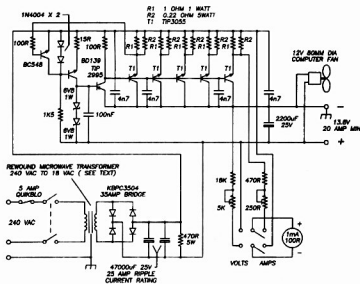 1N4004 X 2
R1 1 OHM 1 WATT
R2 0.22 OHM 5WATT
T1 TIP3055
100R
15R
100R
R1
R1
R1
R1
R1
R2
R2
R2
R2
R2
BC548
BD139
TIP
2995
T1
T1
T1
T1
T1
12V 80MM DIA
COMPUTER FAN
6V8
1W
4n7
4n7
4n7
1K5
6V8
1W
100nF
2200uF
25V
13.8V
20 AMP MIN
REWOUND MICROWAVE TRANSFORMER
240 VAC TO 18 VAC ( SEE TEXT)
5 AMP
QUIKBLO
KBPC3504
35AMP BRIDGE
240 VAC
18K
470R
5K
250R
470R
5W
1mA
100R
VOLTS
AMPS
47000uF 25V
25 AMP RIPPLE
CURRENT RATING